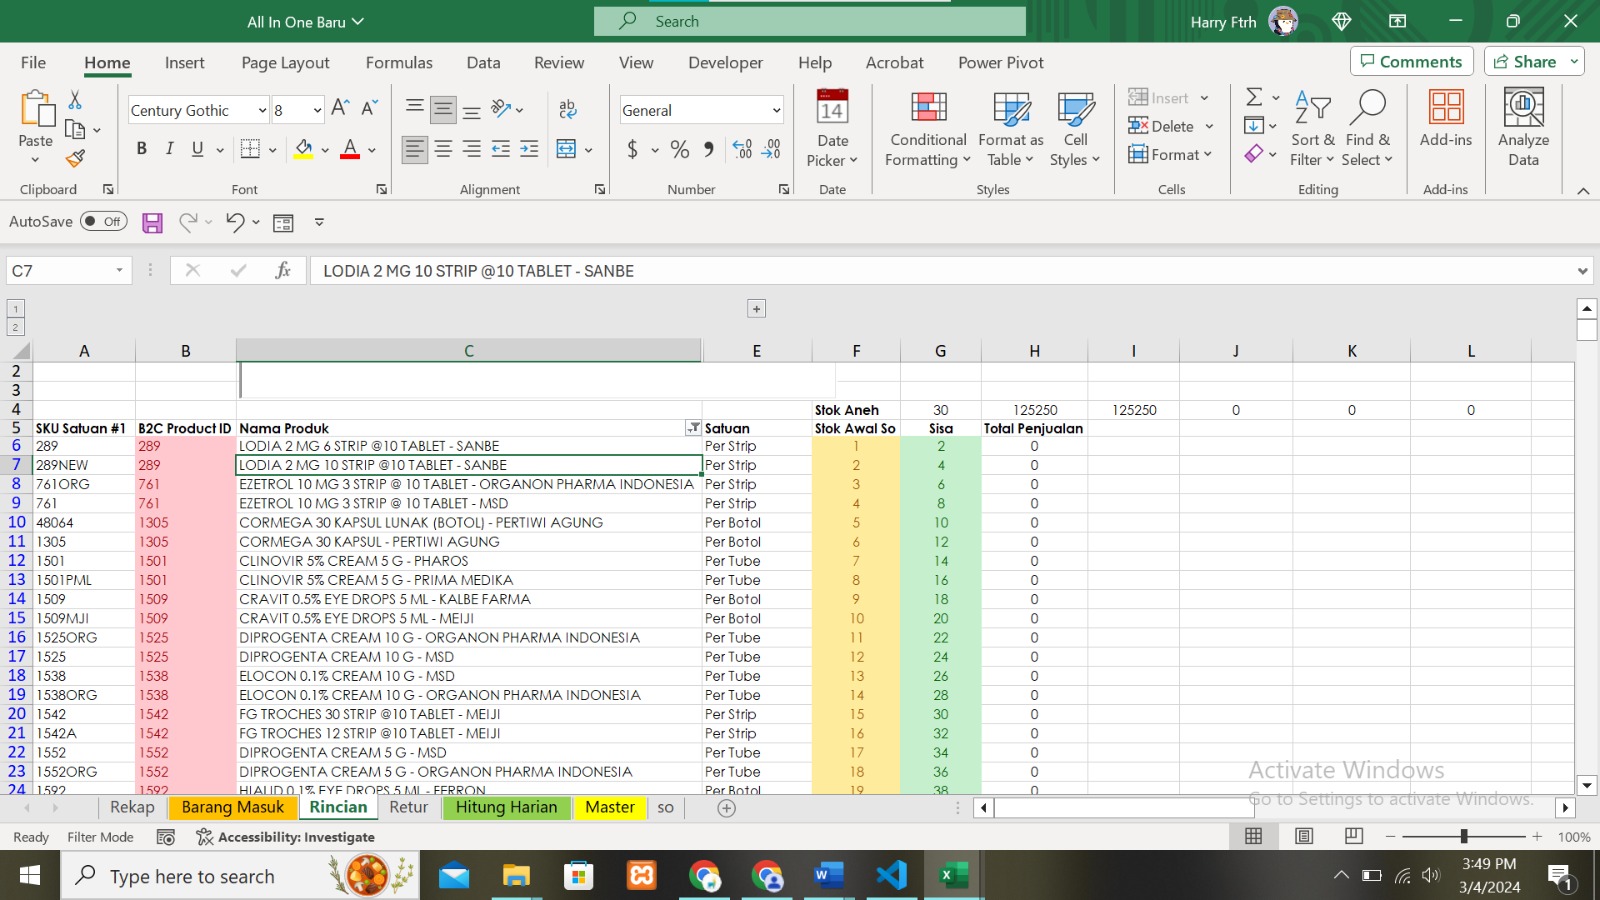 All In One Baru
Search
Harry Ftrh
File Home Insert Page Layout Formulas Data Review View Developer Help Acrobat Power Pivot
Comments Share
Paste
Clipboard
Century Gothic 8
B I U
Font
ab
Alignment
General
$ % ,
Number
14
Date Picker
Date
Conditional Formatting
Format as Table
Cell Styles
Styles
Insert
Delete
Format
Cells
Sort & Filter
Find & Select
Editing
Add-ins
Add-ins
Analyze Data
AutoSave Off
C7 fx LODIA 2 MG 10 STRIP @10 TABLET - SANBE
1
2
A B C E F G H I J K L
2
3
4 Stok Aneh 30 125250 125250 0 0 0
5 SKU Satuan #1 B2C Product ID Nama Produk Satuan Stok Awal So Sisa Total Penjualan
6 289 289 LODIA 2 MG 6 STRIP @10 TABLET - SANBE Per Strip 1 2 0
7 289NEW 289 LODIA 2 MG 10 STRIP @10 TABLET - SANBE Per Strip 2 4 0
8 761ORG 761 EZETROL 10 MG 3 STRIP @ 10 TABLET - ORGANON PHARMA INDONESIA Per Strip 3 6 0
9 761 761 EZETROL 10 MG 3 STRIP @ 10 TABLET - MSD Per Strip 4 8 0
10 48064 1305 CORMEGA 30 KAPSUL LUNAK (BOTOL) - PERTIWI AGUNG Per Botol 5 10 0
11 1305 1305 CORMEGA 30 KAPSUL - PERTIWI AGUNG Per Botol 6 12 0
12 1501 1501 CLINOVIR 5% CREAM 5 G - PHAROS Per Tube 7 14 0
13 1501PML 1501 CLINOVIR 5% CREAM 5 G - PRIMA MEDIKA Per Tube 8 16 0
14 1509 1509 CRAVIT 0.5% EYE DROPS 5 ML - KALBE FARMA Per Botol 9 18 0
15 1509MJI 1509 CRAVIT 0.5% EYE DROPS 5 ML - MEIJI Per Botol 10 20 0
16 1525ORG 1525 DIPROGENTA CREAM 10 G - ORGANON PHARMA INDONESIA Per Tube 11 22 0
17 1525 1525 DIPROGENTA CREAM 10 G - MSD Per Tube 12 24 0
18 1538 1538 ELOCON 0.1% CREAM 10 G - MSD Per Tube 13 26 0
19 1538ORG 1538 ELOCON 0.1% CREAM 10 G - ORGANON PHARMA INDONESIA Per Tube 14 28 0
20 1542 1542 FG TROCHES 30 STRIP @10 TABLET - MEIJI Per Strip 15 30 0
21 1542A 1542 FG TROCHES 12 STRIP @10 TABLET - MEIJI Per Strip 16 32 0
22 1552 1552 DIPROGENTA CREAM 5 G - MSD Per Tube 17 34 0
23 1552ORG 1552 DIPROGENTA CREAM 5 G - ORGANON PHARMA INDONESIA Per Tube 18 36 0
24 1592 1592 HIALID 0.1% EYE DROPS 5 ML - FERRON Per Botol 19 38 0
Activate Windows
Go to Settings to activate Windows.
Rekap Barang Masuk Rincian Retur Hitung Harian Master so
Ready Filter Mode Accessibility: Investigate 100%
Type here to search
3:49 PM
3/4/2024
1